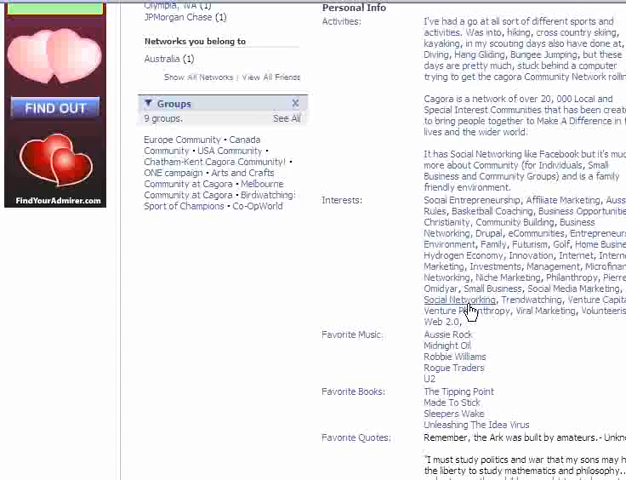 Olympia, WA (1)
JPMorgan Chase (1)
Networks you belong to
Australia (1)
Show All Networks | View All Friends
Groups
9 groups.
See All
Europe Community • Canada
Community • USA Community •
Chatham-Kent Cagora Community! •
ONE campaign • Arts and Crafts
Community at Cagora • Melbourne
Community at Cagora • Birdwatching!
Sport of Champions • Co-OpWorld
FIND OUT
FindYourAdmirer.com
Personal Info
Activities:
I've had a go at all sort of different sports and
activities. Was into, hiking, cross country skiing,
kayaking, in my scouting days also have done at,
Diving, Hang Gliding, Bungee Jumping, but these
days are pretty much, stuck behind a computer
trying to get the cagora Community Network rollin
Cagora is a network of over 20, 000 Local and
Special Interest Communities that has been create
to bring people together to Make A Difference in t
lives and the wider world.
It has Social Networking like Facebook but it's muc
more about Community (for Individuals, Small
Business and Community Groups) and is a family
friendly environment.
Interests:
Social Entrepreneurship, Affiliate Marketing, Auss
Rules, Basketball Coaching, Business Opportunitie
Christianity, Community Building, Business
Networking, Drupal, eCommunities, Entrepreneurs
Environment, Family, Futurism, Golf, Home Busine
Hydrogen Economy, Innovation, Internet, Intern
Marketing, Investments, Management, Microfinan
Networking, Niche Marketing, Philanthropy, Pierre
Omidyar, Small Business, Social Media Marketing,
Social Networking, Trendwatching, Venture Capita
Venture Philanthropy, Viral Marketing, Volunteeris
Web 2.0,
Favorite Music:
Aussie Rock
Midnight Oil
Robbie Williams
Rogue Traders
U2
Favorite Books:
The Tipping Point
Made To Stick
Sleepers Wake
Unleashing The Idea Virus
Favorite Quotes:
Remember, the Ark was built by amateurs.- Unkno
"I must study politics and war that my sons may h
the liberty to study mathematics and philosophy...